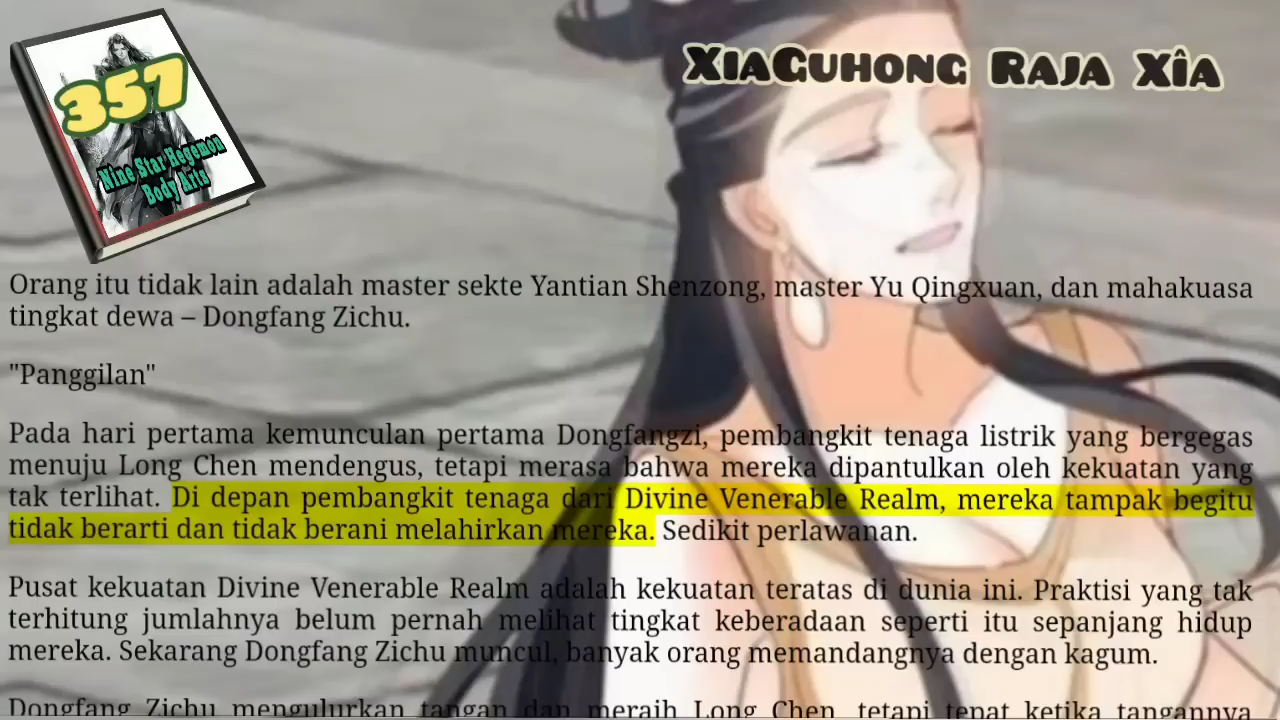 XiaGuhong Raja Xîa
357
Nine Star Hegemon
Body Arts
Orang itu tidak lain adalah master sekte Yantian Shenzong, master Yu Qingxuan, dan mahakuasa
tingkat dewa – Dongfang Zichu.
"Panggilan"
Pada hari pertama kemunculan pertama Dongfangzi, pembangkit tenaga listrik yang bergegas
menuju Long Chen mendengus, tetapi merasa bahwa mereka dipantulkan oleh kekuatan yang
tak terlihat. Di depan pembangkit tenaga dari Divine Venerable Realm, mereka tampak begitu
tidak berarti dan tidak berani melahirkan mereka. Sedikit perlawanan.
Pusat kekuatan Divine Venerable Realm adalah kekuatan teratas di dunia ini. Praktisi yang tak
terhitung jumlahnya belum pernah melihat tingkat keberadaan seperti itu sepanjang hidup
mereka. Sekarang Dongfang Zichu muncul, banyak orang memandangnya dengan kagum.
Dongfang Zichu mengulurkan tangan dan meraih Long Chen, tetapi tepat ketika tangannya